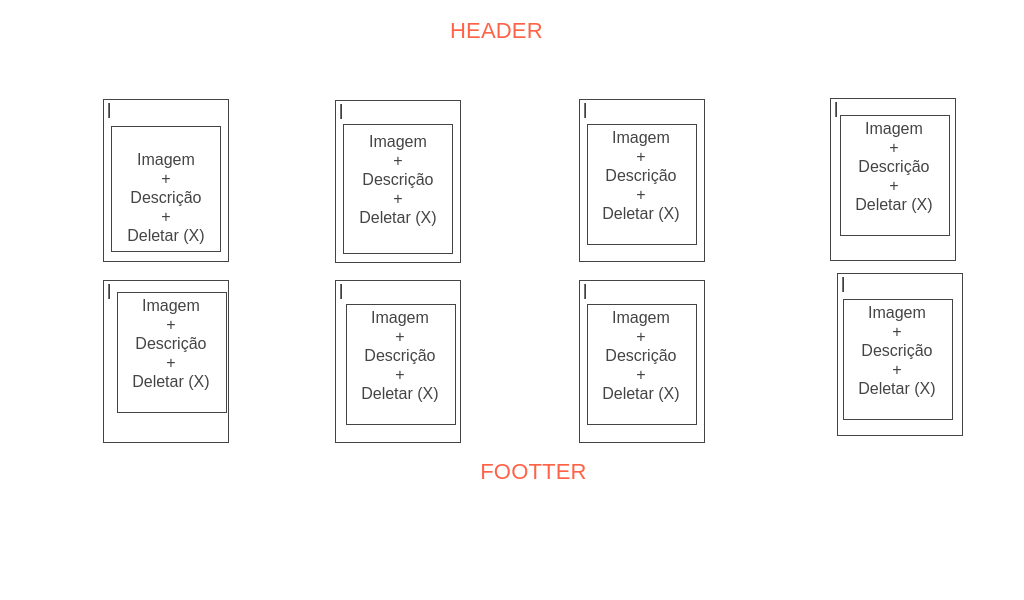 HEADER
|
Imagem
+
Descrição
+
Deletar (X)
|
Imagem
+
Descrição
+
Deletar (X)
|
Imagem
+
Descrição
+
Deletar (X)
|
Imagem
+
Descrição
+
Deletar (X)
|
Imagem
+
Descrição
+
Deletar (X)
|
Imagem
+
Descrição
+
Deletar (X)
|
Imagem
+
Descrição
+
Deletar (X)
|
Imagem
+
Descrição
+
Deletar (X)
FOOTTER